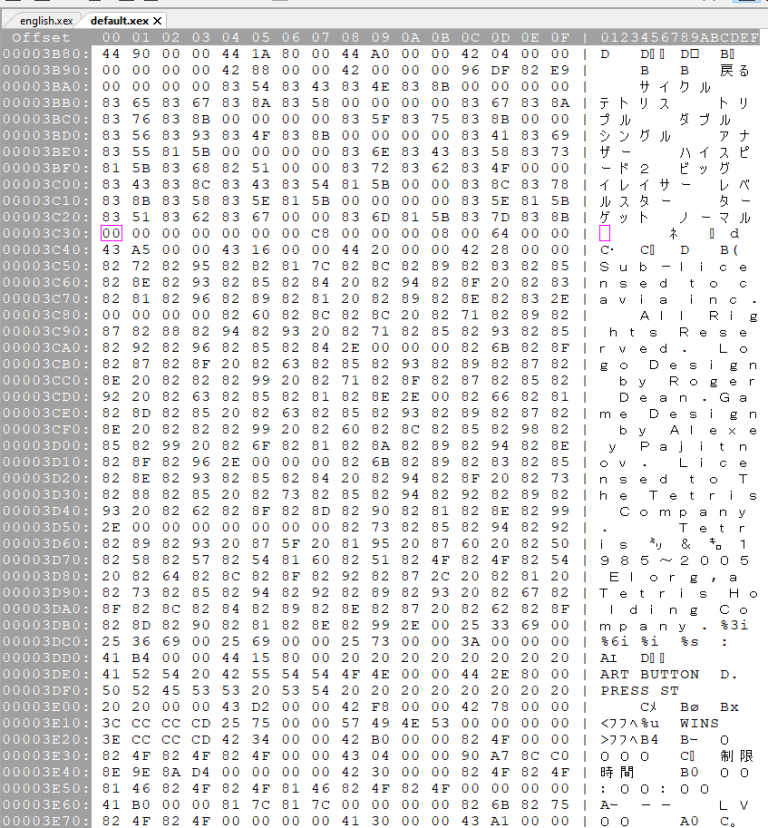 english.xex default.xex
Offset 00 01 02 03 04 05 06 07 08 09 0A 0B 0C 0D 0E 0F 0123456789ABCDEF
00003B80: 44 90 00 00 44 1A 80 00 44 A0 00 00 42 04 00 00 | D D D B
00003B90: 00 00 00 00 42 88 00 00 42 00 00 00 96 DF 82 E9 | B B 戻る
00003BA0: 00 00 00 00 83 54 83 43 83 4E 83 8B 00 00 00 00 | サイクル
00003BB0: 83 65 83 67 83 8A 83 58 00 00 00 00 83 67 83 8A | テトリス トリ
00003BC0: 83 76 83 8B 00 00 00 00 83 5F 83 75 83 8B 00 00 | プル ダブル
00003BD0: 83 56 83 93 83 4F 83 8B 00 00 00 00 83 41 83 69 | シングル アナ
00003BE0: 83 55 81 5B 00 00 00 00 83 6E 83 43 83 58 83 73 | ザー ハイスピ
00003BF0: 81 5B 83 68 82 51 00 00 83 72 83 62 83 4F 00 00 | ード2 ビッグ
00003C00: 83 43 83 8C 83 43 83 54 81 5B 00 00 83 8C 83 78 | イレイサー レベ
00003C10: 83 8B 83 58 83 5E 81 5B 00 00 00 00 83 5E 81 5B | ルスター ター
00003C20: 83 51 83 62 83 67 00 00 83 6D 81 5B 83 7D 83 8B | ゲット ノーマル
00003C30: 00 00 00 00 00 00 00 C8 00 00 00 08 00 64 00 00 | ネ d
00003C40: 43 A5 00 00 43 16 00 00 44 20 00 00 42 28 00 00 | C･ C D B(
00003C50: 82 72 82 95 82 82 81 7C 82 8C 82 89 82 83 82 85 | Sub-lice
00003C60: 82 8E 82 93 82 85 82 84 20 82 94 82 8F 20 82 83 | nsed to c
00003C70: 82 81 82 96 82 89 82 81 20 82 89 82 8E 82 83 2E | avia inc.
00003C80: 00 00 00 00 82 60 82 8C 82 8C 20 82 71 82 89 82 | All Rig
00003C90: 87 82 88 82 94 82 93 20 82 71 82 85 82 93 82 85 | hts Rese
00003CA0: 82 92 82 96 82 85 82 84 2E 00 00 00 82 6B 82 8F | rved. Lo
00003CB0: 82 87 82 8F 20 82 63 82 85 82 93 82 89 82 87 82 | go Design
00003CC0: 8E 20 82 82 82 99 20 82 71 82 8F 82 87 82 85 82 | by Roger
00003CD0: 92 20 82 63 82 85 82 81 82 8E 2E 00 82 66 82 81 | Dean.Ga
00003CE0: 82 8D 82 85 20 82 63 82 85 82 93 82 89 82 87 82 | me Design
00003CF0: 8E 20 82 82 82 99 20 82 60 82 8C 82 85 82 98 82 | by Alexe
00003D00: 85 82 99 20 82 6F 82 81 82 8A 82 89 82 94 82 8E | y Pajitn
00003D10: 82 8F 82 96 2E 00 00 00 82 6B 82 89 82 83 82 85 | ov. Lice
00003D20: 82 8E 82 93 82 85 82 84 20 82 94 82 8F 20 82 73 | nsed to T
00003D30: 82 88 82 85 20 82 73 82 85 82 94 82 92 82 89 82 | he Tetris
00003D40: 93 20 82 62 82 8F 82 8D 82 90 82 81 82 8E 82 99 | Company
00003D50: 2E 00 00 00 00 00 00 00 82 73 82 85 82 94 82 92 | . Tetr
00003D60: 82 89 82 93 20 87 5F 20 81 95 20 87 60 20 82 50 | is ㌢ & ㍍ 1
00003D70: 82 58 82 57 82 54 81 60 82 51 82 4F 82 4F 82 54 | 985~2005
00003D80: 20 82 64 82 8C 82 8F 82 92 82 87 2C 20 82 81 20 | Elorg, a
00003D90: 82 73 82 85 82 94 82 92 82 89 82 93 20 82 67 82 | Tetris Ho
00003DA0: 8F 82 8C 82 84 82 89 82 8E 82 87 20 82 62 82 8F | lding Co
00003DB0: 82 8D 82 90 82 81 82 8E 82 99 2E 00 25 33 69 00 | mpany.%3i
00003DC0: 25 36 69 00 25 69 00 00 25 73 00 00 3A 00 00 00 | %6i %i %s :
00003DD0: 41 B4 00 00 44 15 80 00 20 20 20 20 20 20 20 20 | Aｴ D
00003DE0: 41 52 54 20 42 55 54 54 4F 4E 00 00 44 2E 80 00 | ART BUTTON D.
00003DF0: 50 52 45 53 53 20 53 54 20 20 20 20 20 20 20 20 | PRESS ST
00003E00: 20 20 00 00 43 D2 00 00 42 F8 00 00 42 78 00 00 | Cﾒ Bø Bx
00003E10: 3C CC CC CD 25 75 00 00 57 49 4E 53 00 00 00 00 | <ﾌﾌﾍ%u WINS
00003E20: 3E CC CC CD 42 34 00 00 42 B0 00 00 82 4F 00 00 | >ﾌﾌﾍB4 Bｰ 0
00003E30: 82 4F 82 4F 82 4F 00 00 43 04 00 00 90 A7 8C C0 | 000 C 制限
00003E40: 8E 9E 8A D4 00 00 00 00 42 30 00 00 82 4F 82 4F | 時間 B0 00
00003E50: 81 46 82 4F 82 4F 81 46 82 4F 82 4F 00 00 00 00 | :00:00
00003E60: 41 B0 00 00 81 7C 81 7C 00 00 00 00 82 6B 82 75 | Aｰ -- LV
00003E70: 82 4F 82 4F 00 00 00 00 41 30 00 00 43 A1 00 00 | 00 A0 C｡